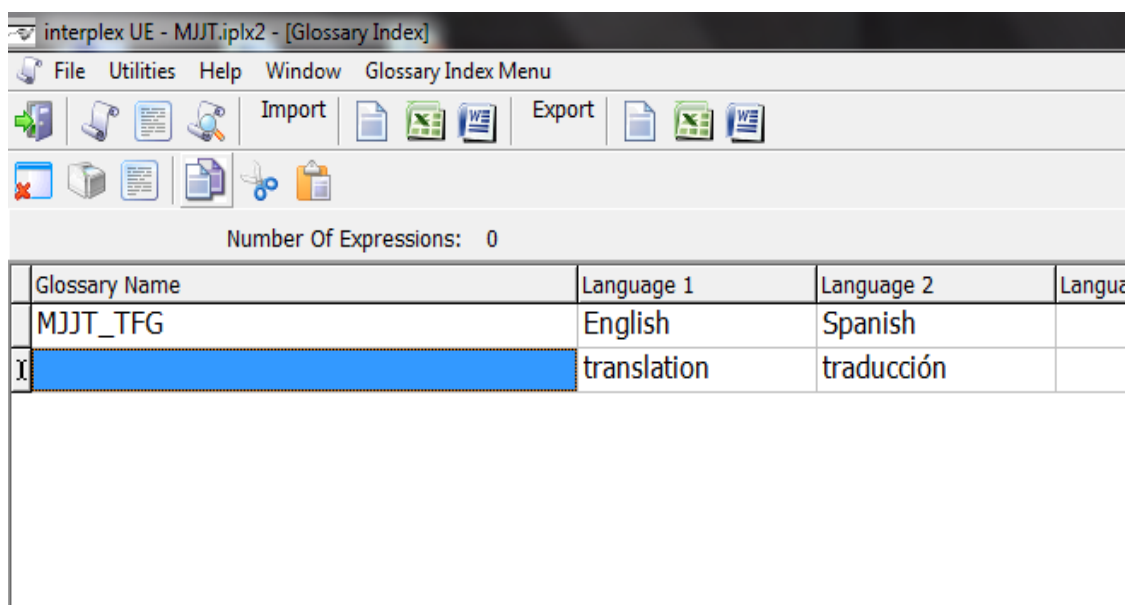 interplex UE - MJJT.iplx2 - [Glossary Index]
File Utilities Help Window Glossary Index Menu
Import Export
Number Of Expressions: 0
Glossary Name Language 1 Language 2 Langua
MJJT_TFG English Spanish
translation traducción